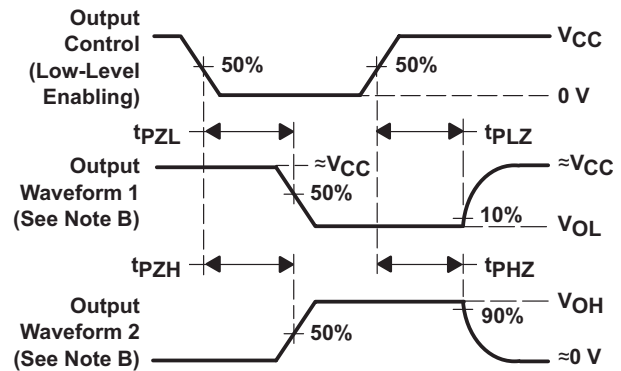 Output
Control
(Low-Level
Enabling)
50%
50%
VCC
0 V
tPZL
tPLZ
Output
Waveform 1
(See Note B)
≈VCC
50%
10%
≈VCC
VOL
tPZH
tPHZ
Output
Waveform 2
(See Note B)
50%
90%
VOH
≈0 V